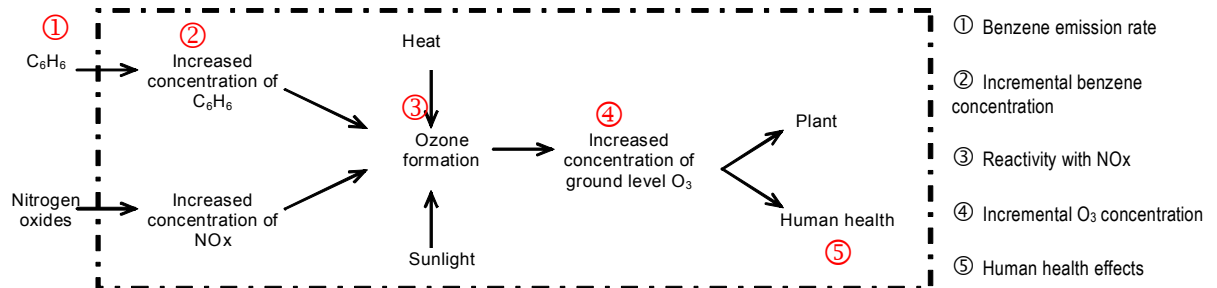 ①
C₆H₆
②
Increased
concentration of
C₆H₆
Nitrogen
oxides
Increased
concentration of
NOx
Heat
③
Ozone
formation
Sunlight
④
Increased
concentration of
ground level O₃
Plant
Human health
⑤
① Benzene emission rate
② Incremental benzene
concentration
③ Reactivity with NOx
④ Incremental O₃ concentration
⑤ Human health effects